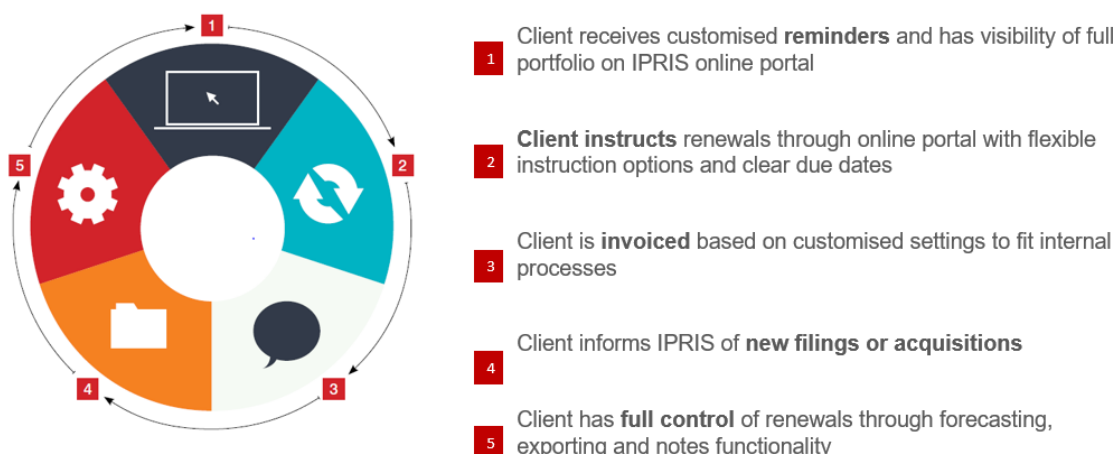 1
2
3
4
5
1
Client receives customised reminders and has visibility of full
portfolio on IPRIS online portal
2
Client instructs renewals through online portal with flexible
instruction options and clear due dates
3
Client is invoiced based on customised settings to fit internal
processes
4
Client informs IPRIS of new filings or acquisitions
5
Client has full control of renewals through forecasting,
exporting and notes functionality